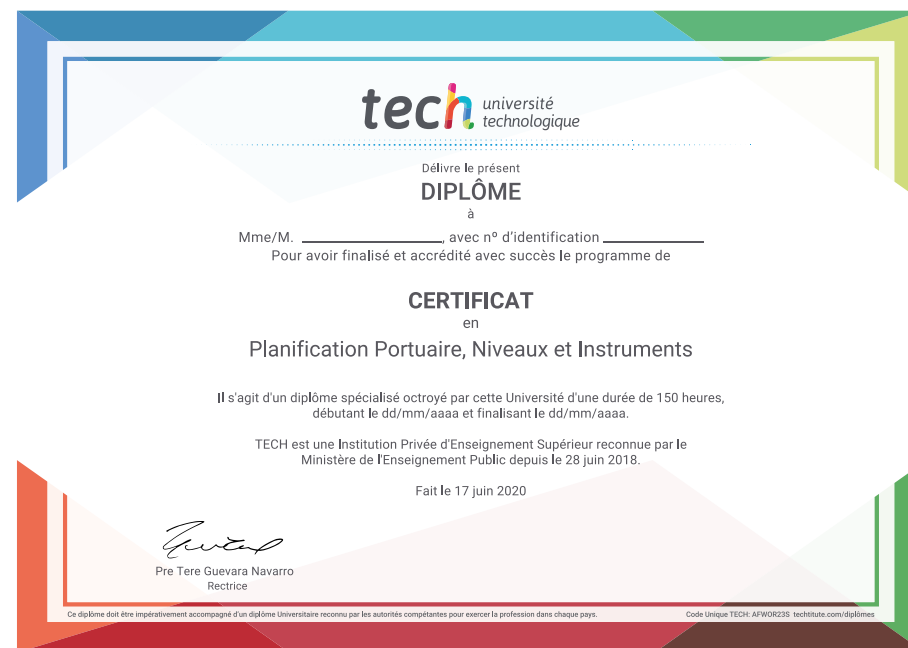 tech université
technologique
Délivre le présent
DIPLÔME
à
Mme/M. ____________________, avec nº d'identification ______________
Pour avoir finalisé et accrédité avec succès le programme de
CERTIFICAT
en
Planification Portuaire, Niveaux et Instruments
Il s'agit d'un diplôme spécialisé octroyé par cette Université d'une durée de 150 heures,
débutant le dd/mm/aaaa et finalisant le dd/mm/aaaa.
TECH est une Institution Privée d'Enseignement Supérieur reconnue par le
Ministère de l'Enseignement Public depuis le 28 juin 2018.
Fait le 17 juin 2020
Pre Tere Guevara Navarro
Rectrice
Ce diplôme doit être impérativement accompagné d'un diplôme Universitaire reconnu par les autorités compétentes pour exercer la profession dans chaque pays. Code Unique TECH: AFWOR23S techtitute.com/diplômes